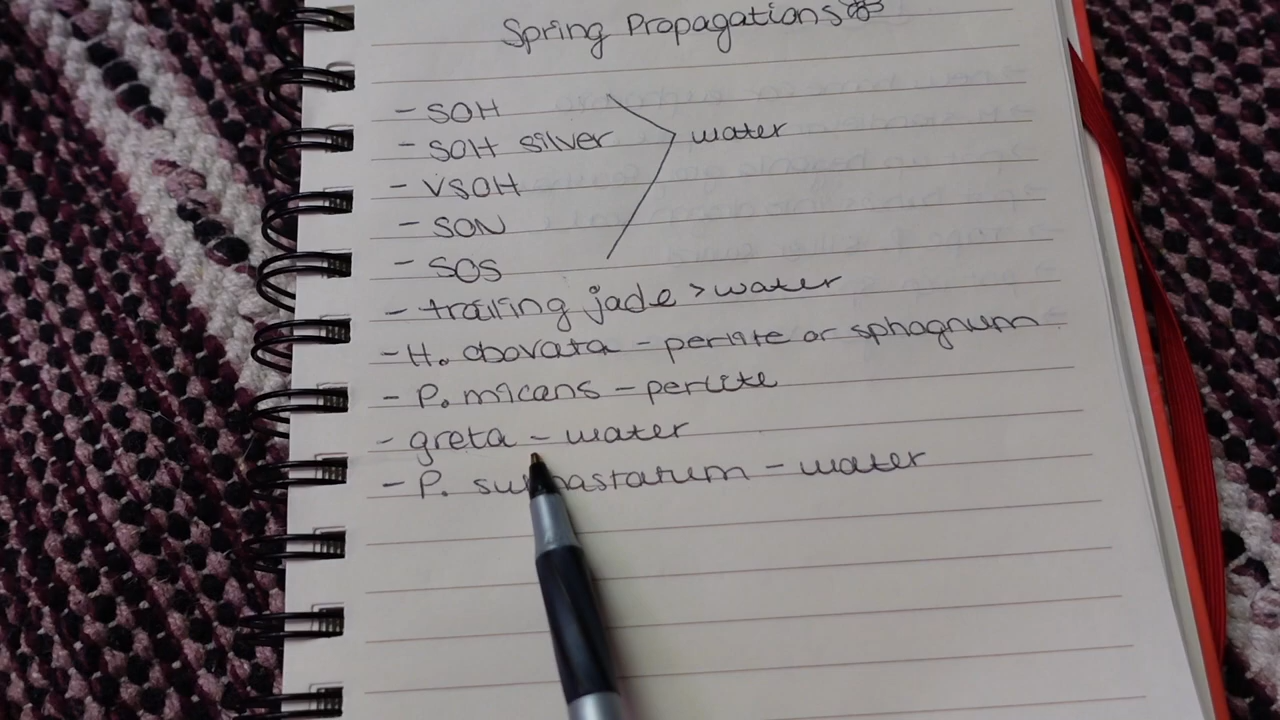 Spring Propagations
- SOH
- SOH silver
- VSOH
- SON
- SOS
water
- trailing jade > water
- H. obovata - perlite or sphagnum
- P. micans - perlite
- greta - water
- P. - water